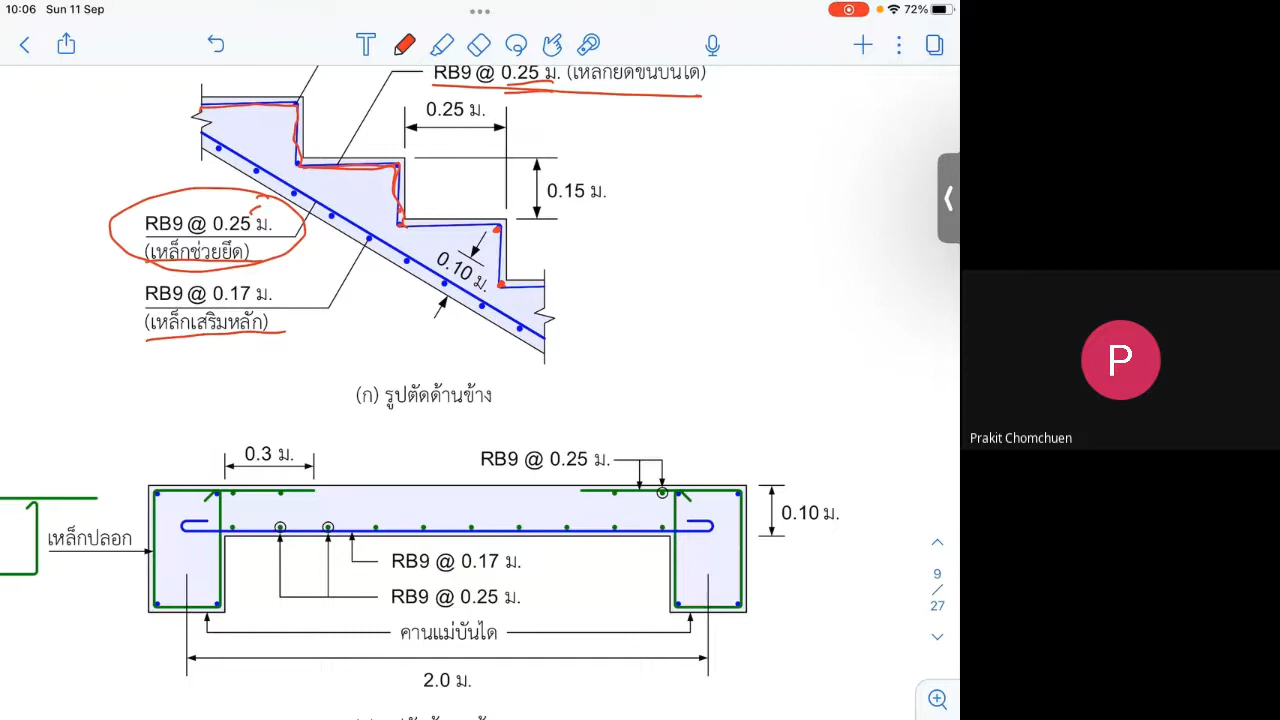 10:06 Sun 11 Sep
72%
RB9 @ 0.25 ม. (เหล็กยึดขั้นบันได)
0.25 ม.
0.15 ม.
RB9 @ 0.25 ม.
(เหล็กช่วยยึด)
0.10 ม.
RB9 @ 0.17 ม.
(เหล็กเสริมหลัก)
(ก) รูปตัดด้านข้าง
P
Prakit Chomchuen
0.3 ม.
RB9 @ 0.25 ม.
0.10 ม.
เหล็กปลอก
RB9 @ 0.17 ม.
RB9 @ 0.25 ม.
คานแม่บันได
2.0 ม.
9
/
27